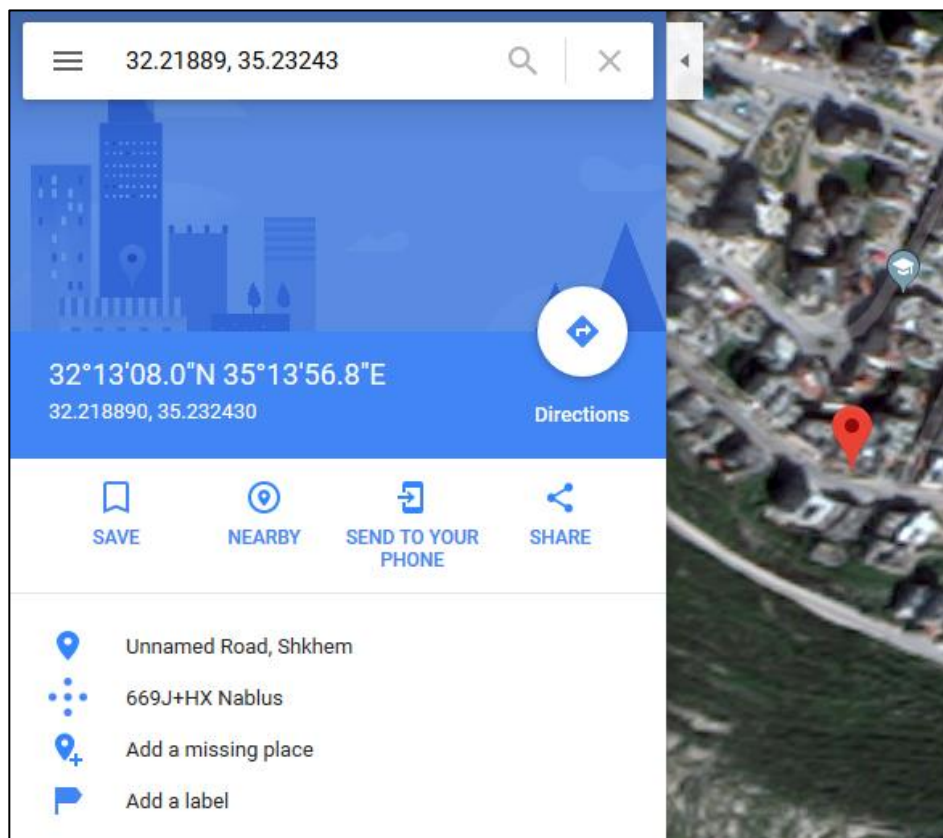 32.21889, 35.23243
32°13'08.0"N 35°13'56.8"E
32.218890, 35.232430
Directions
SAVE
NEARBY
SEND TO YOUR
PHONE
SHARE
Unnamed Road, Shkhem
669J+HX Nablus
Add a missing place
Add a label